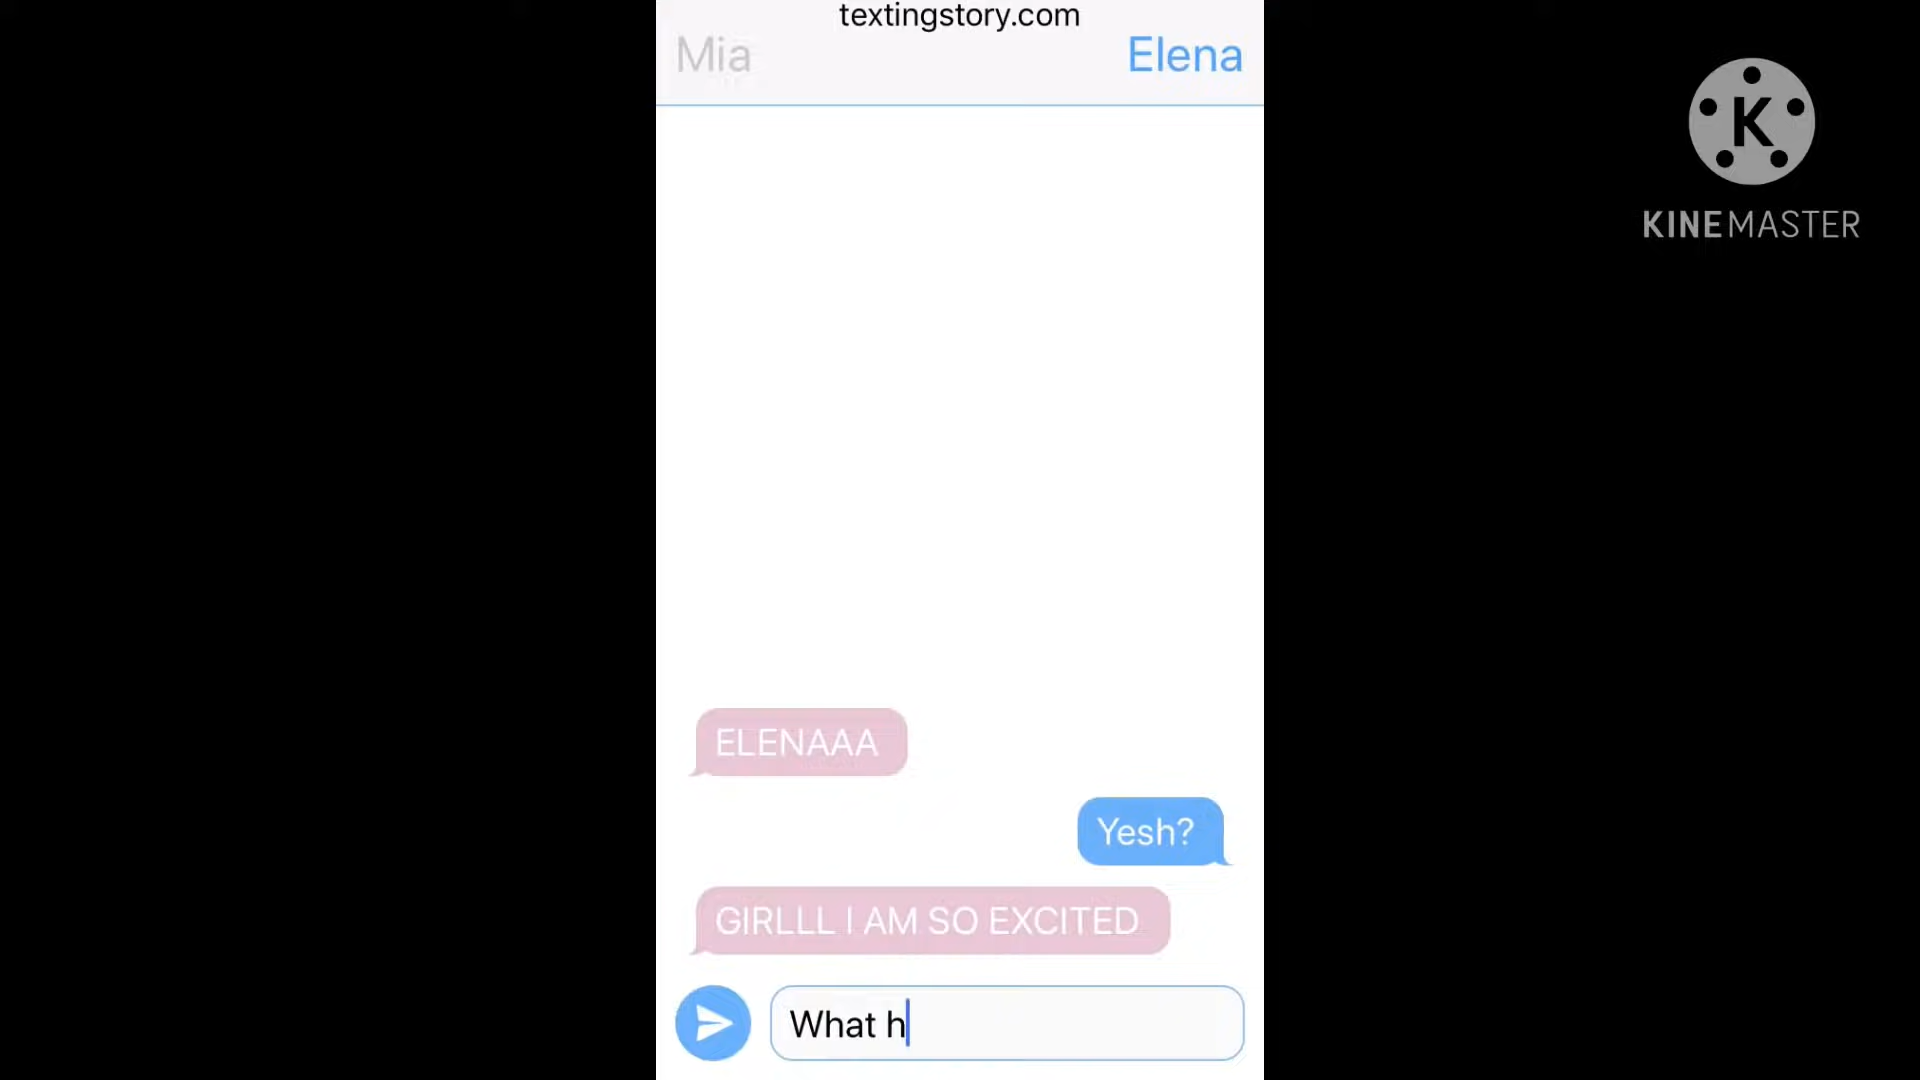 textingstory.com
Mia
Elena
K
KINEMASTER
ELENAAA
Yesh?
GIRLLL I AM SO EXCITED
What h